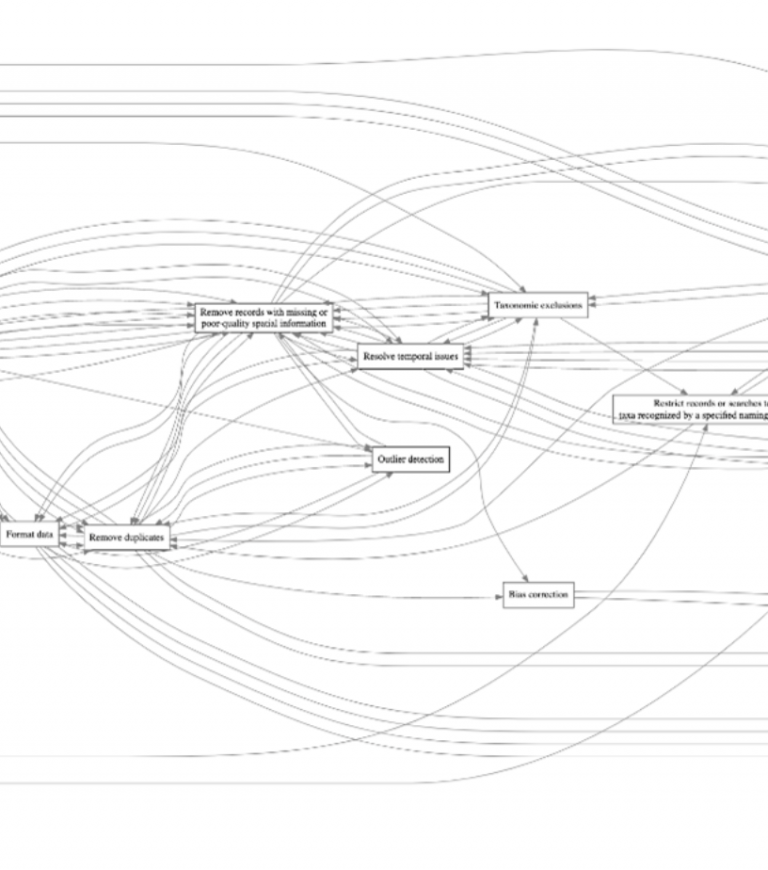 Taxonomic exclusions
Remove records with missing or
poor-quality spatial information
Resolve temporal issues
Restrict records or searches to
taxa recognized by a specified naming
Outlier detection
Format data
Remove duplicates
Bias correction